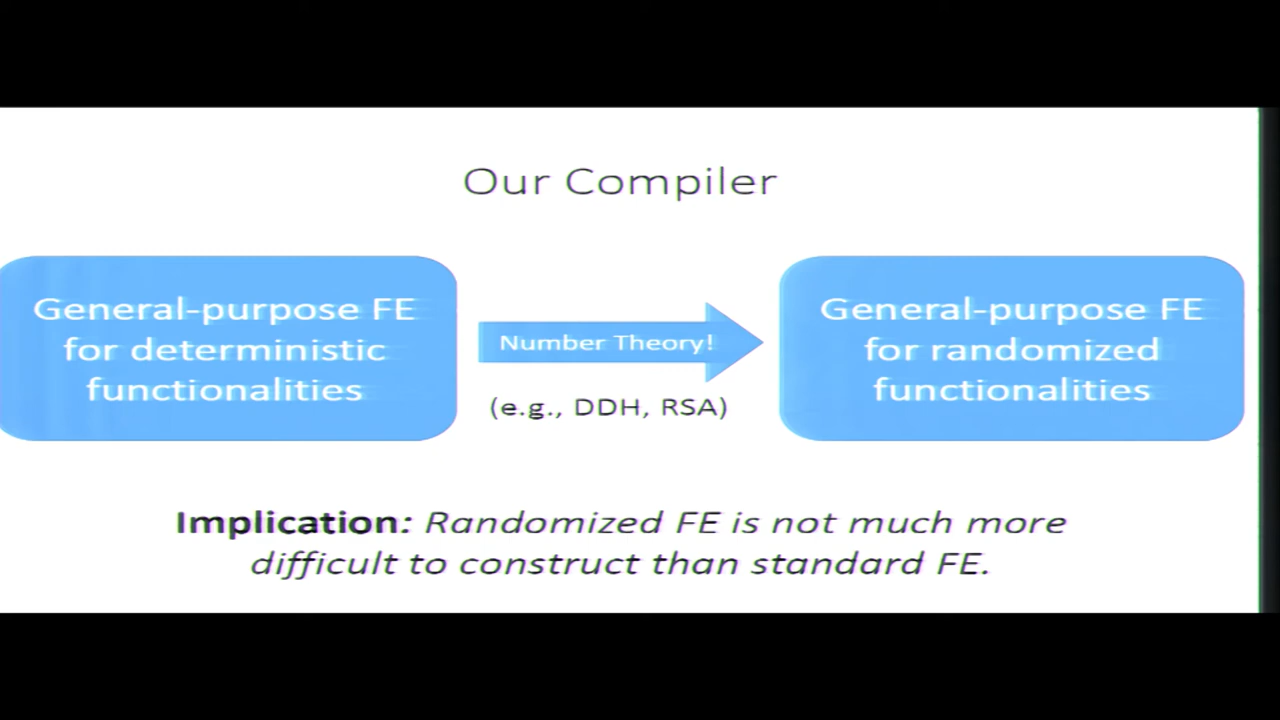 Our Compiler
General-purpose FE
for deterministic
functionalities
Number Theory!
(e.g., DDH, RSA)
General-purpose FE
for randomized
functionalities
Implication: Randomized FE is not much more
difficult to construct than standard FE.